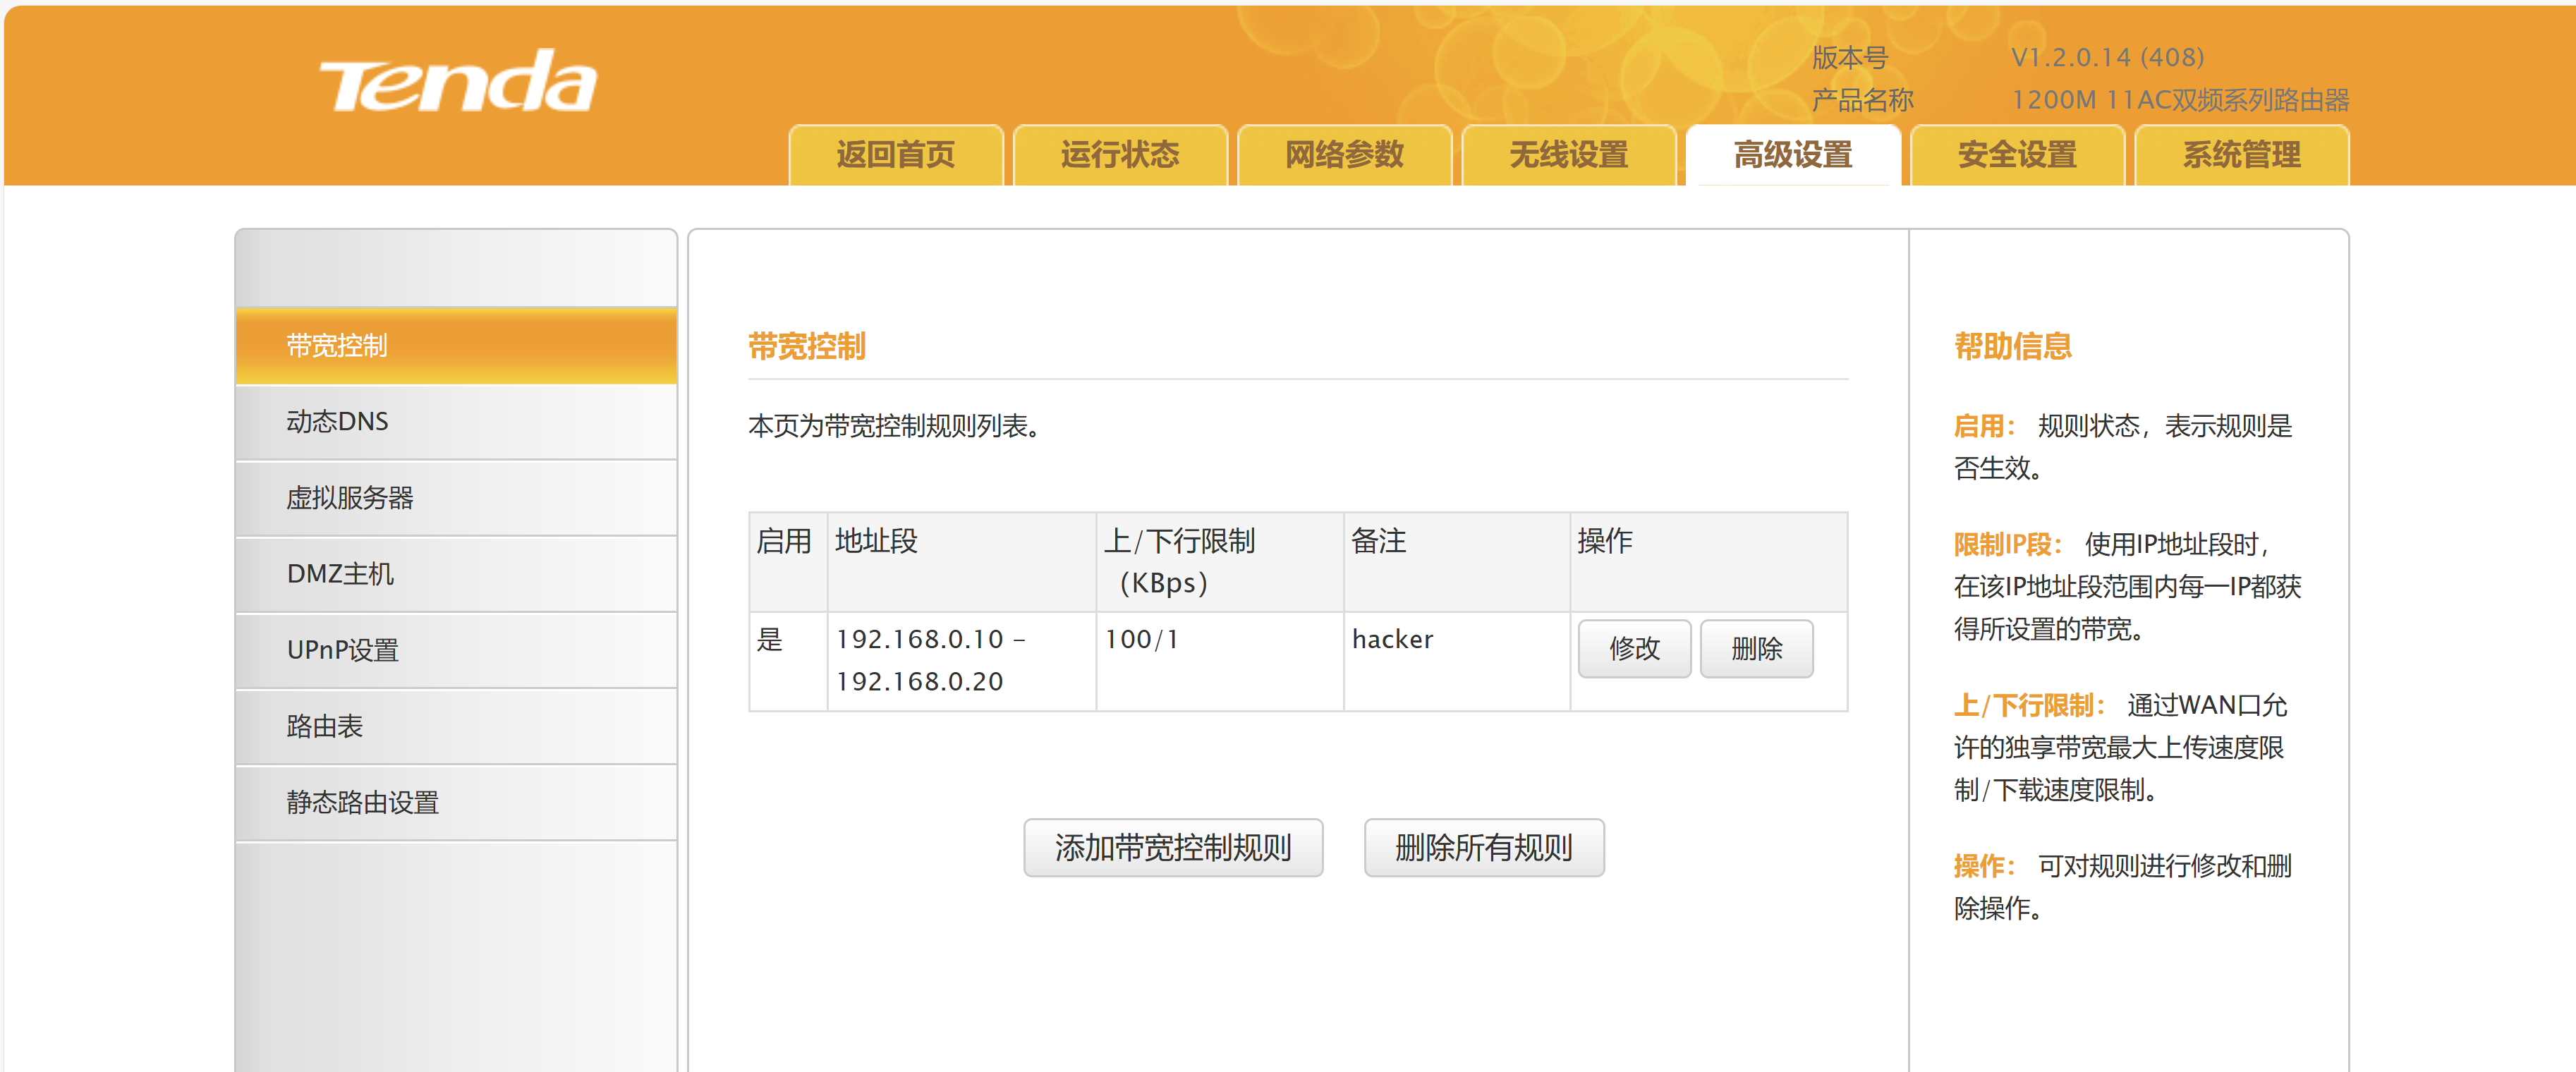 Tenda
版本号 V1.2.0.14 (408)
产品名称 1200M 11AC双频系列路由器
返回首页 运行状态 网络参数 无线设置 高级设置 安全设置 系统管理
带宽控制
动态DNS
虚拟服务器
DMZ主机
UPnP设置
路由表
静态路由设置
带宽控制
本页为带宽控制规则列表。
启用 地址段 上/下行限制 备注 操作
（KBps）
是 192.168.0.10 - 100/1 hacker 修改 删除
192.168.0.20
添加带宽控制规则 删除所有规则
帮助信息
启用： 规则状态，表示规则是
否生效。
限制IP段： 使用IP地址段时，
在该IP地址段范围内每一IP都获
得所设置的带宽。
上/下行限制： 通过WAN口允
许的独享带宽最大上传速度限
制/下载速度限制。
操作： 可对规则进行修改和删
除操作。